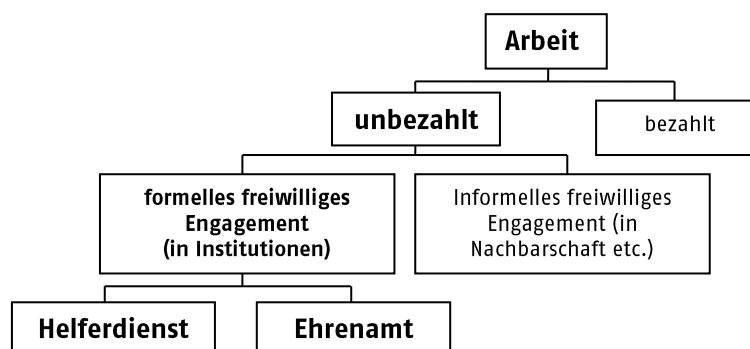 Arbeit
unbezahlt
bezahlt
formelles freiwilliges
Engagement
(in Institutionen)
Informelles freiwilliges
Engagement (in
Nachbarschaft etc.)
Helferdienst
Ehrenamt